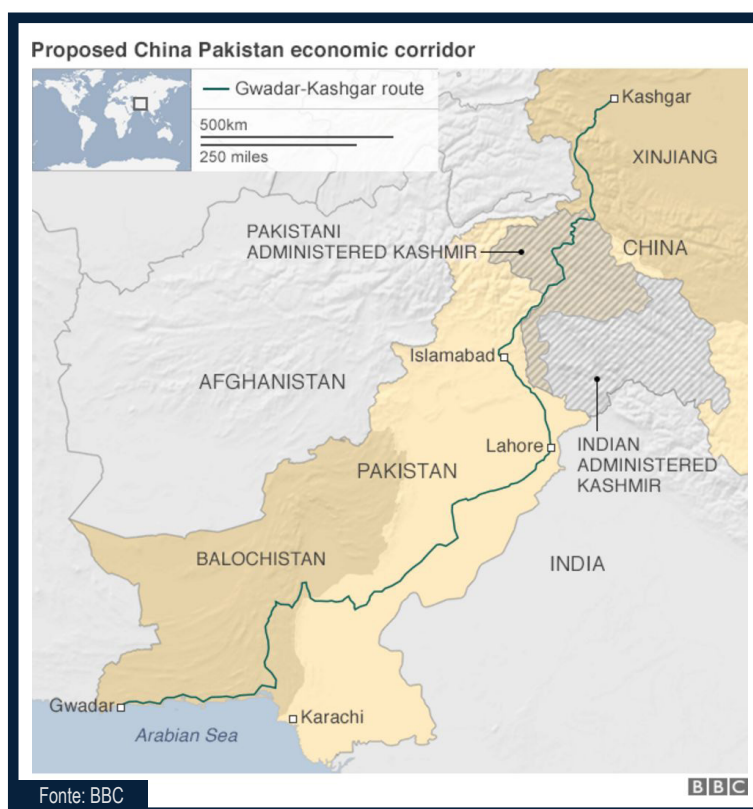 Proposed China Pakistan economic corridor
Gwadar-Kashgar route
500km
250 miles
Kashgar
XINJIANG
PAKISTANI
ADMINISTERED KASHMIR
CHINA
Islamabad
AFGHANISTAN
Lahore
INDIAN
ADMINISTERED
KASHMIR
PAKISTAN
BALOCHISTAN
INDIA
Gwadar
Karachi
Arabian Sea
Fonte: BBC
BBC